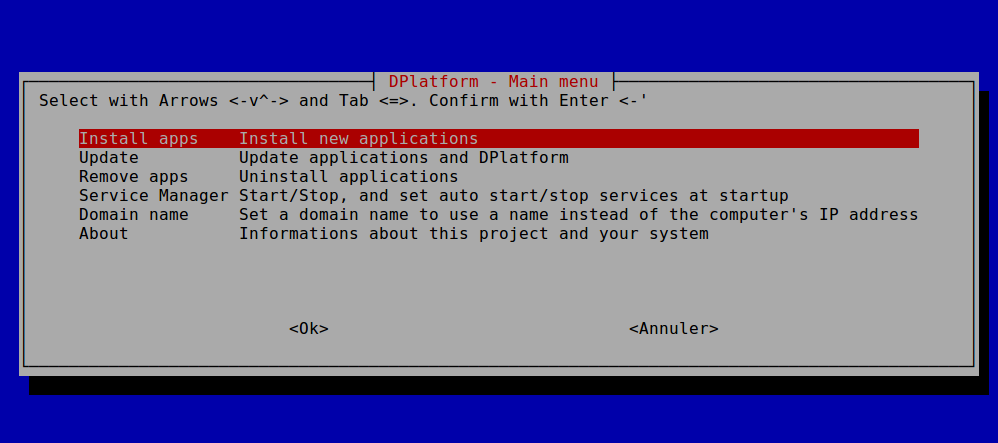 DPlatform - Main menu
Select with Arrows <-v^-> and Tab <=>. Confirm with Enter <-'
Install apps Install new applications
Update Update applications and DPlatform
Remove apps Uninstall applications
Service Manager Start/Stop, and set auto start/stop services at startup
Domain name Set a domain name to use a name instead of the computer's IP address
About Informations about this project and your system
<Ok> <Annuler>